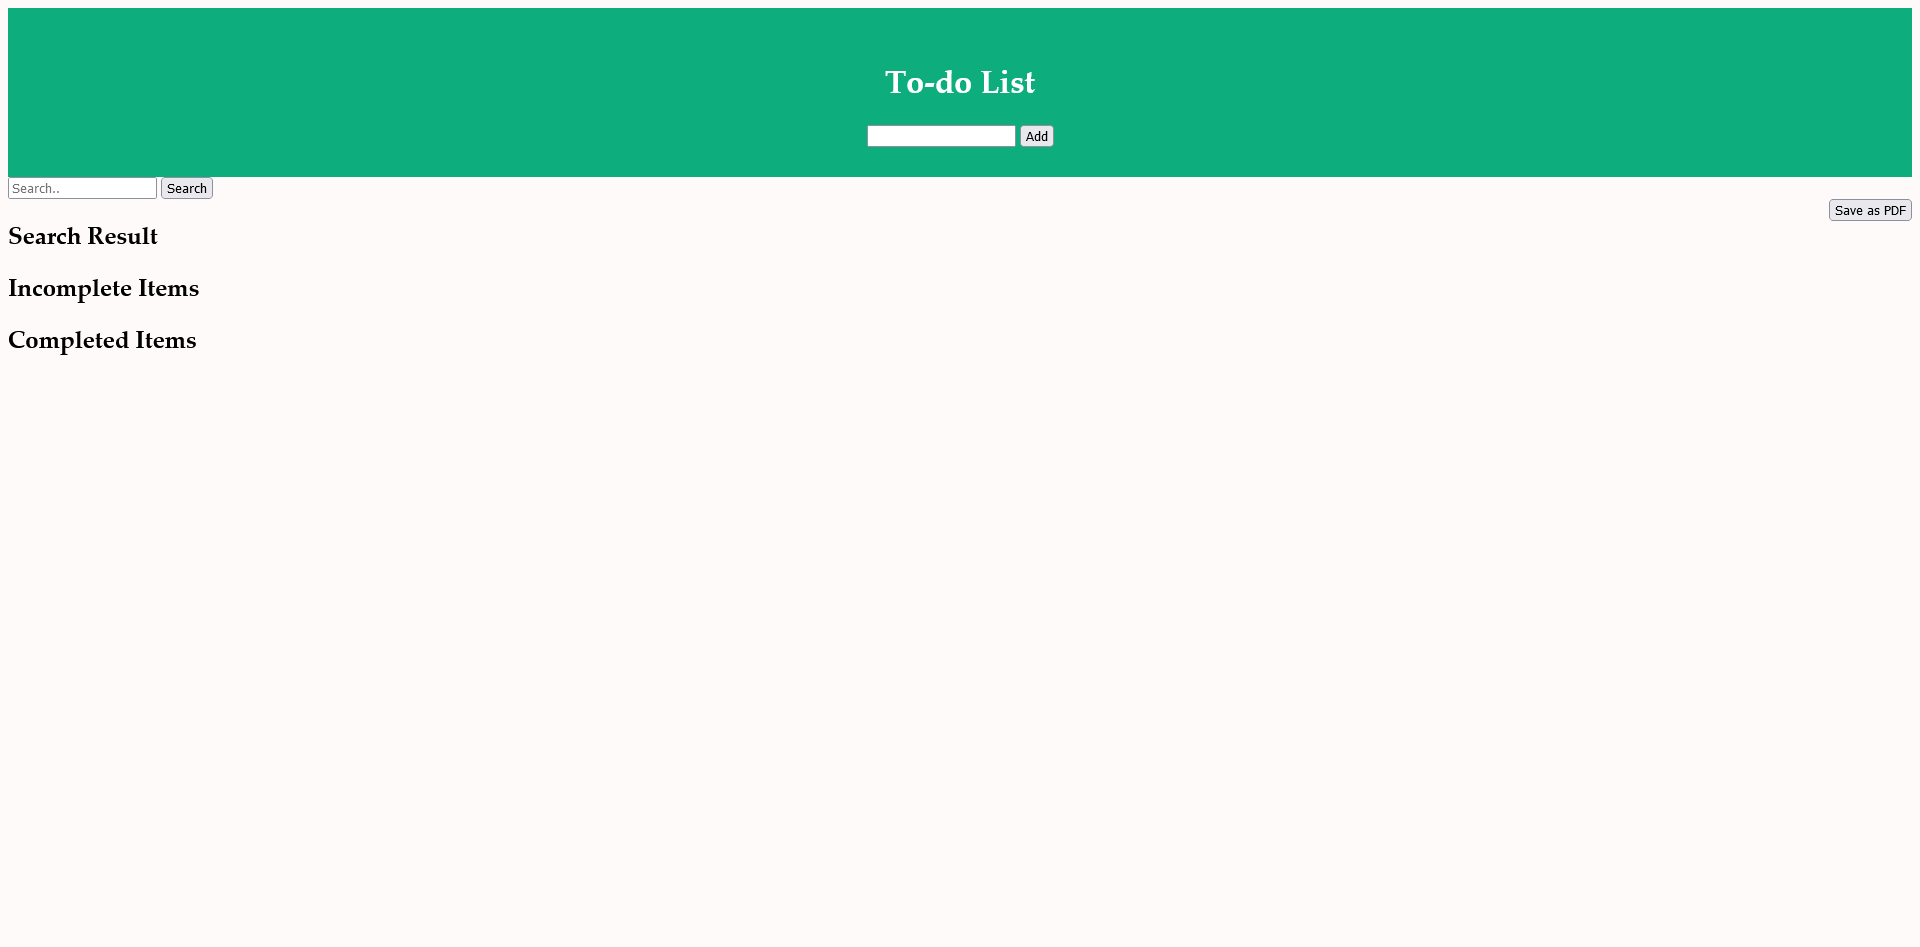 To-do List
Add
Search.. Search
Save as PDF
Search Result
Incomplete Items
Completed Items